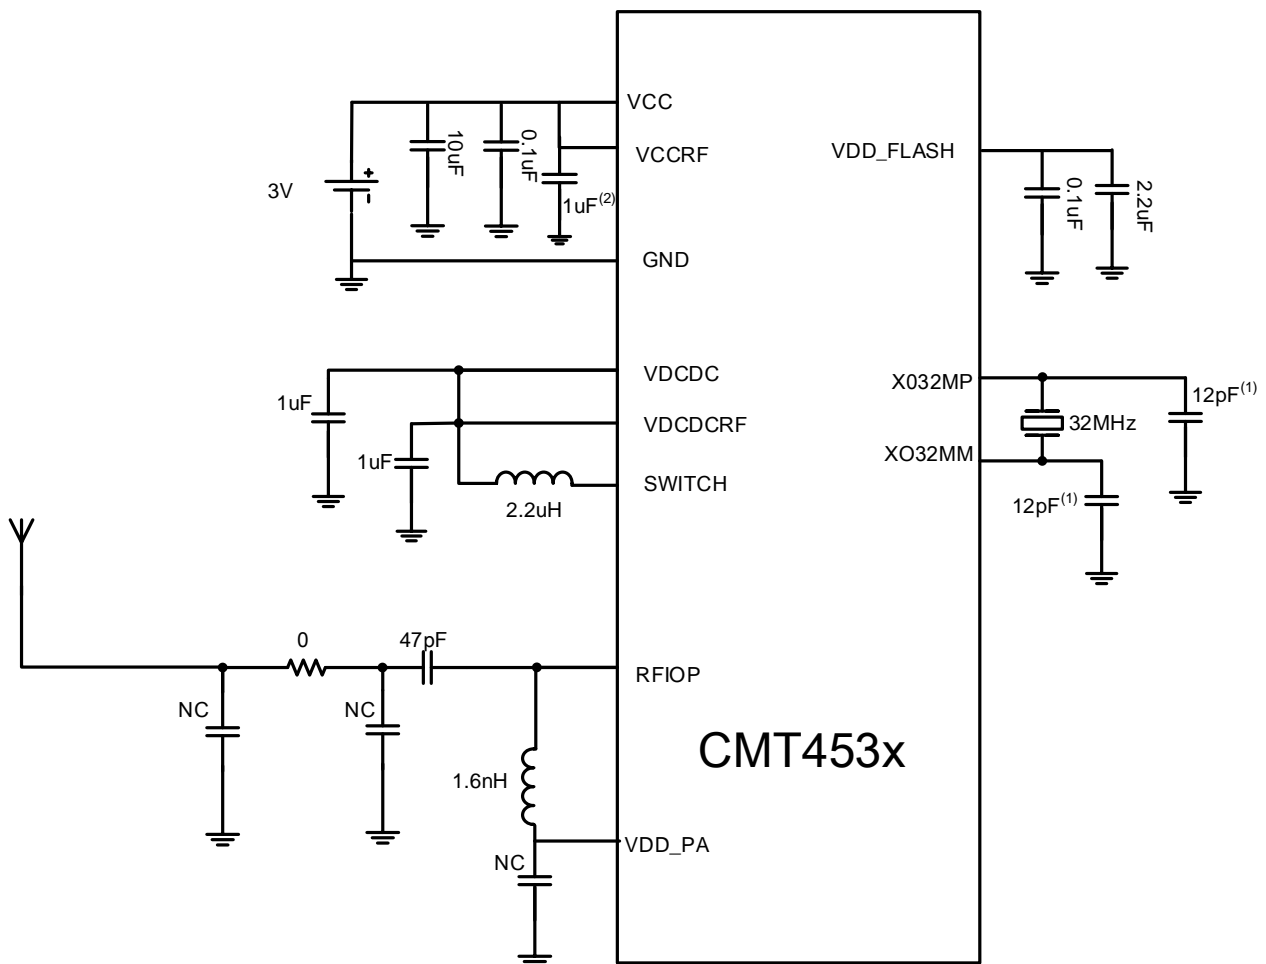 VCC
10uF
0.1uF
VCCRF
VDD_FLASH
3V
+
-
1uF(2)
0.1uF
2.2uF
GND
VDCDC
X032MP
1uF
12pF(1)
VDCDCRF
32MHz
1uF
XO32MM
SWITCH
2.2uH
12pF(1)
0
47pF
RFIOP
NC
NC
CMT453x
1.6nH
VDD_PA
NC